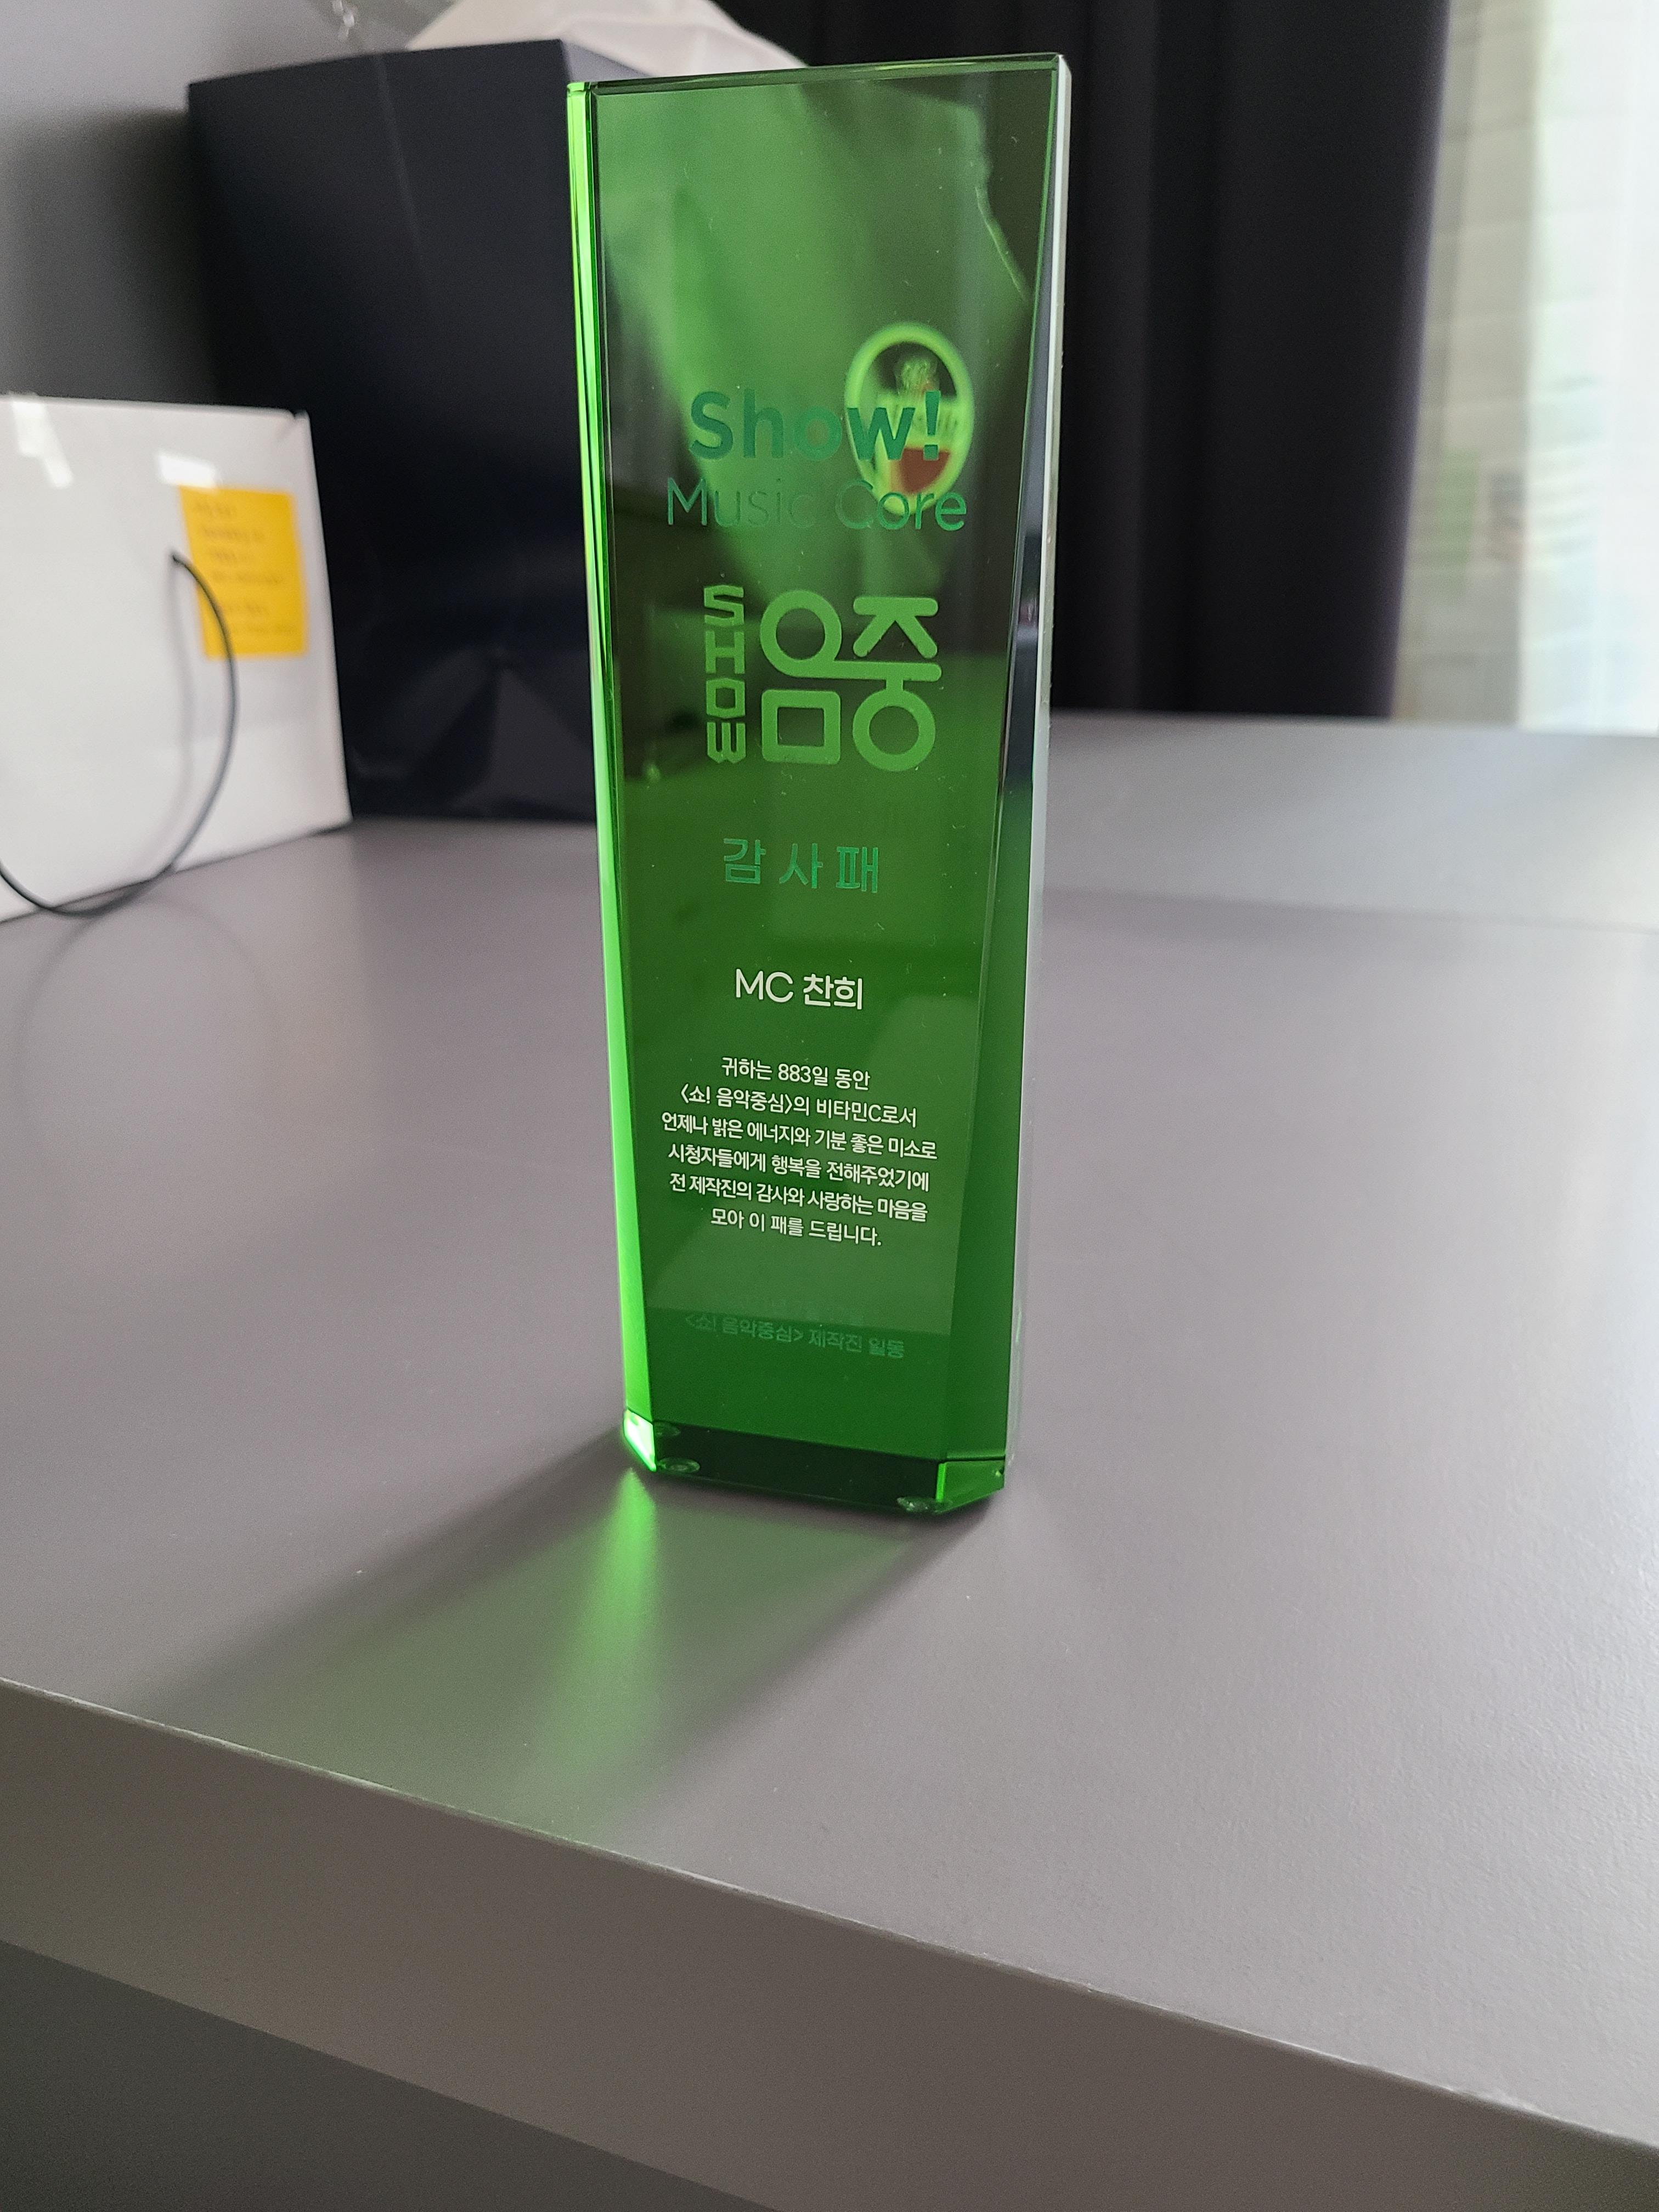 Show!
Music Core
SHOW 음중
감사패
MC 찬희
귀하는 883일 동안
<쇼! 음악중심>의 비타민C로서
언제나 밝은 에너지와 기분 좋은 미소로
시청자들에게 행복을 전해주었기에
전 제작진의 감사와 사랑하는 마음을
모아 이 패를 드립니다.
<쇼! 음악중심> 제작진 일동